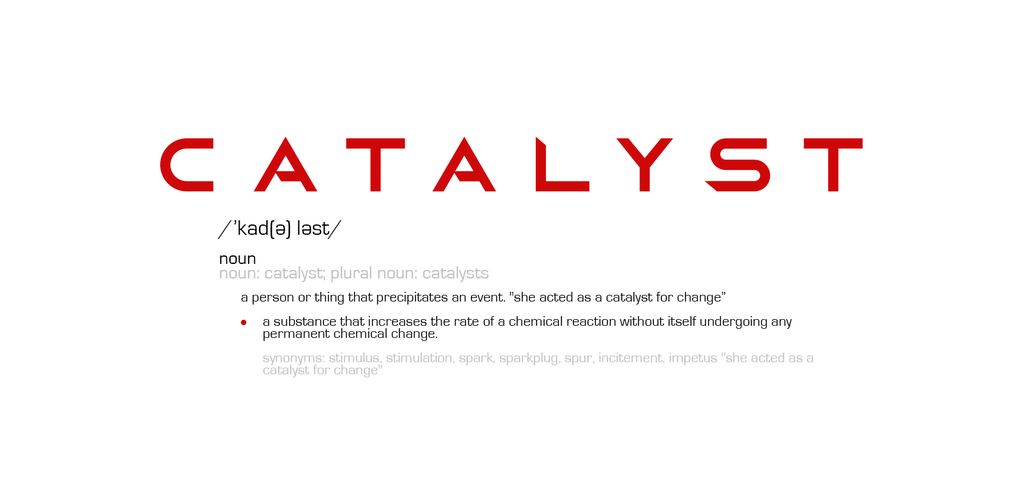 CATALYST
/’kad(ə) ləst/
noun
noun: catalyst; plural noun: catalysts
a person or thing that precipitates an event. "she acted as a catalyst for change”
• a substance that increases the rate of a chemical reaction without itself undergoing any
permanent chemical change.
synonyms: stimulus, stimulation, spark, sparkplug, spur, incitement, impetus "she acted as a
catalyst for change"